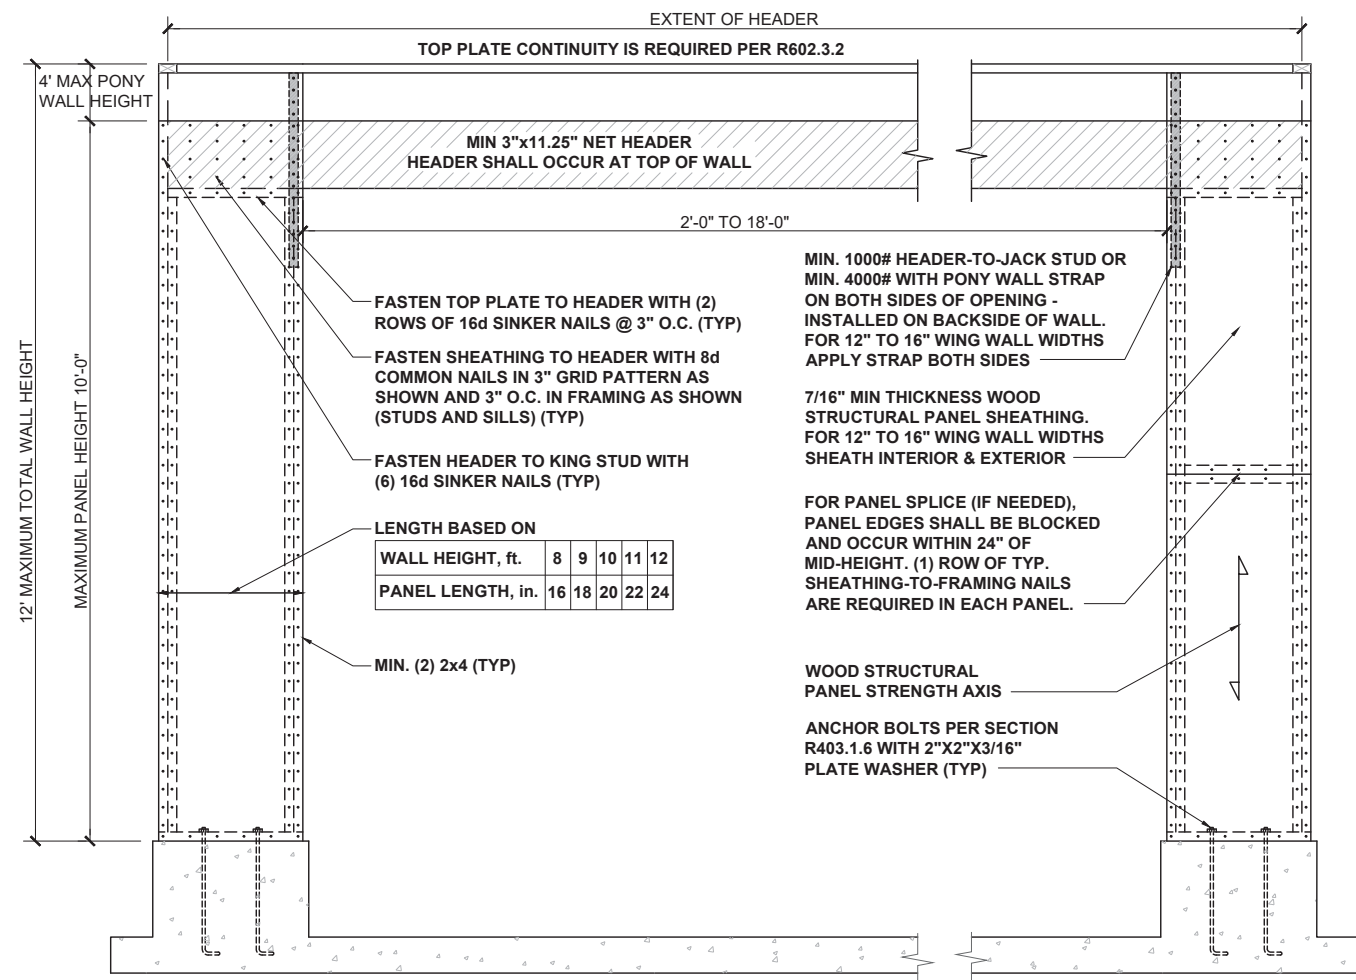 EXTENT OF HEADER
TOP PLATE CONTINUITY IS REQUIRED PER R602.3.2
4' MAX PONY
WALL HEIGHT
MIN 3"x11.25" NET HEADER
HEADER SHALL OCCUR AT TOP OF WALL
2'-0" TO 18'-0"
12' MAXIMUM TOTAL WALL HEIGHT
MAXIMUM PANEL HEIGHT 10'-0"
FASTEN TOP PLATE TO HEADER WITH (2)
ROWS OF 16d SINKER NAILS @ 3" O.C. (TYP)
FASTEN SHEATHING TO HEADER WITH 8d
COMMON NAILS IN 3" GRID PATTERN AS
SHOWN AND 3" O.C. IN FRAMING AS SHOWN
(STUDS AND SILLS) (TYP)
FASTEN HEADER TO KING STUD WITH
(6) 16d SINKER NAILS (TYP)
LENGTH BASED ON
WALL HEIGHT, ft. 8 9 10 11 12
PANEL LENGTH, in. 16 18 20 22 24
MIN. (2) 2x4 (TYP)
MIN. 1000# HEADER-TO-JACK STUD OR
MIN. 4000# WITH PONY WALL STRAP
ON BOTH SIDES OF OPENING -
INSTALLED ON BACKSIDE OF WALL.
FOR 12" TO 16" WING WALL WIDTHS
APPLY STRAP BOTH SIDES
7/16" MIN THICKNESS WOOD
STRUCTURAL PANEL SHEATHING.
FOR 12" TO 16" WING WALL WIDTHS
SHEATH INTERIOR & EXTERIOR
FOR PANEL SPLICE (IF NEEDED),
PANEL EDGES SHALL BE BLOCKED
AND OCCUR WITHIN 24" OF
MID-HEIGHT. (1) ROW OF TYP.
SHEATHING-TO-FRAMING NAILS
ARE REQUIRED IN EACH PANEL.
WOOD STRUCTURAL
PANEL STRENGTH AXIS
ANCHOR BOLTS PER SECTION
R403.1.6 WITH 2"X2"X3/16"
PLATE WASHER (TYP)